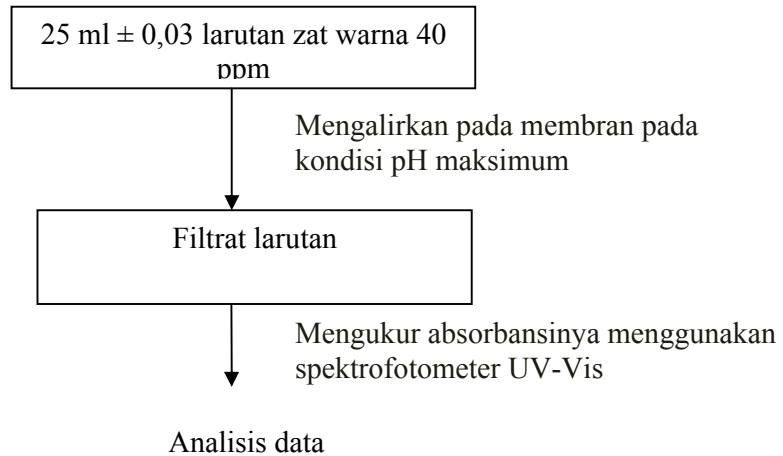 25 ml ± 0,03 larutan zat warna 40
ppm
Mengalirkan pada membran pada
kondisi pH maksimum
Filtrat larutan
Mengukur absorbansinya menggunakan
spektrofotometer UV-Vis
Analisis data